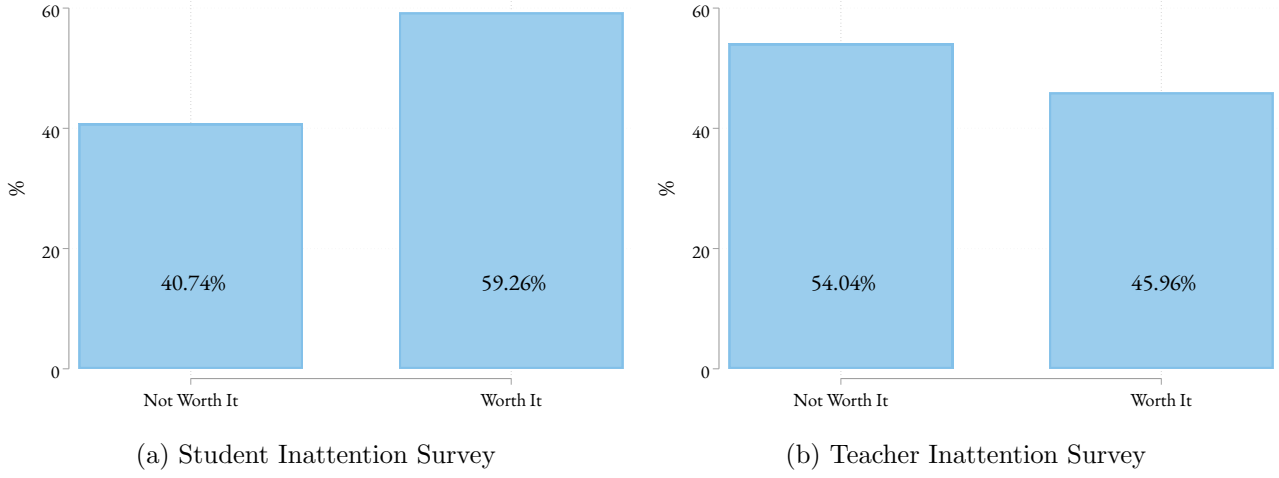 60
40
20
0
%
40.74%
59.26%
Not Worth It
Worth It
(a) Student Inattention Survey
60
40
20
0
%
54.04%
45.96%
Not Worth It
Worth It
(b) Teacher Inattention Survey